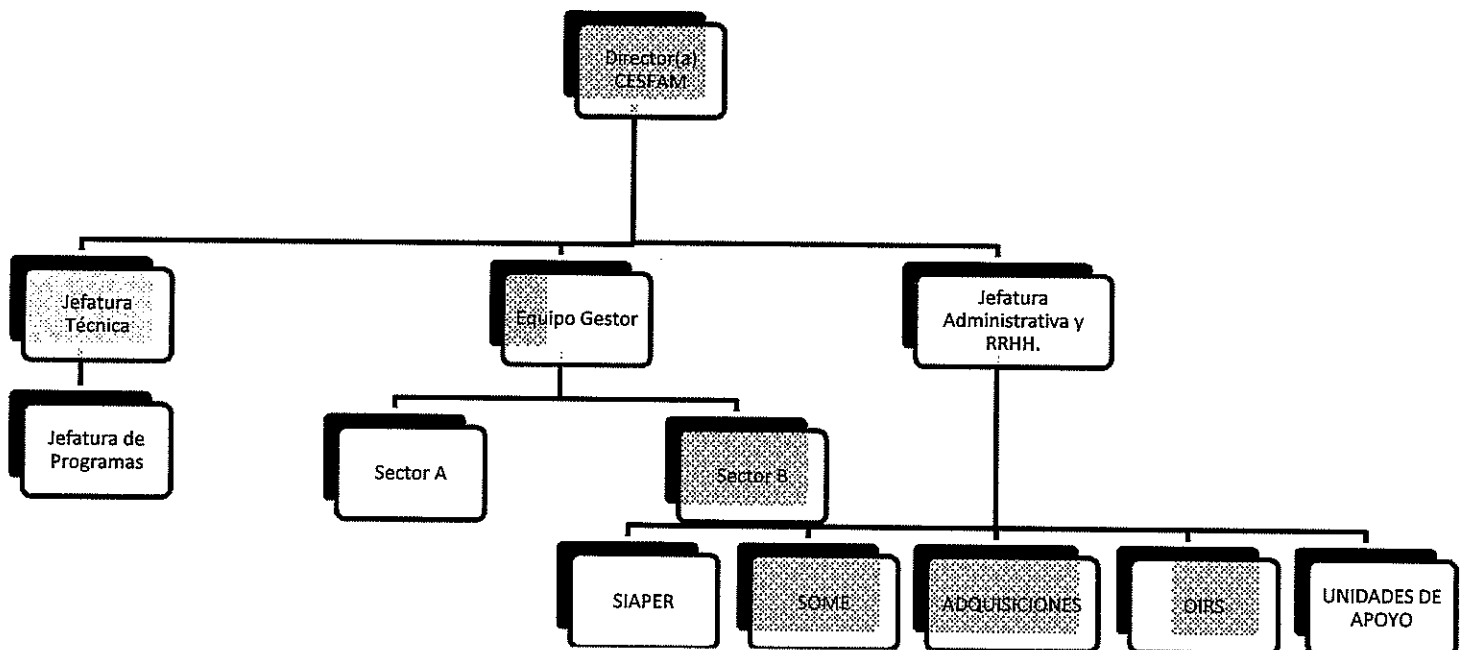 Director(a)
CESFAM
Jefatura
Técnica
Equipo Gestor
Jefatura
Administrativa y
RRHH.
Jefatura de
Programas
Sector A
Sector B
SIAPER
SOME
ADQUISICIONES
OIRS
UNIDADES DE
APOYO